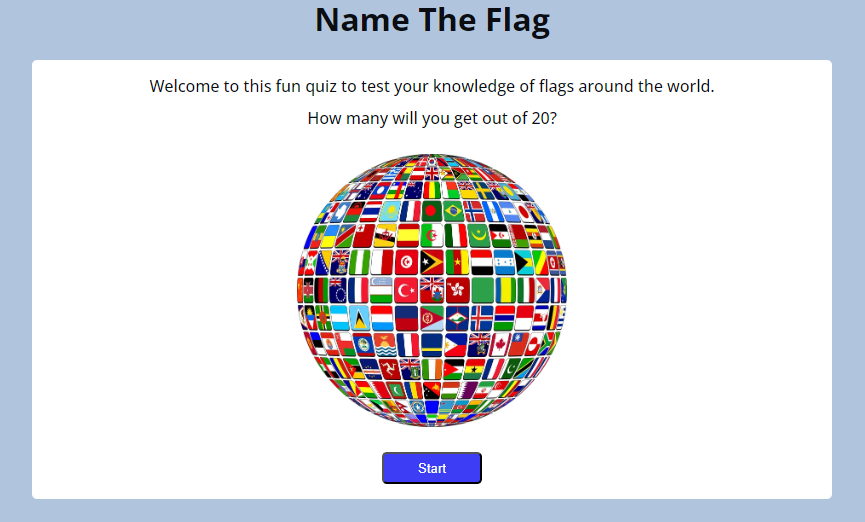 Name The Flag
Welcome to this fun quiz to test your knowledge of flags around the world.
How many will you get out of 20?
Start